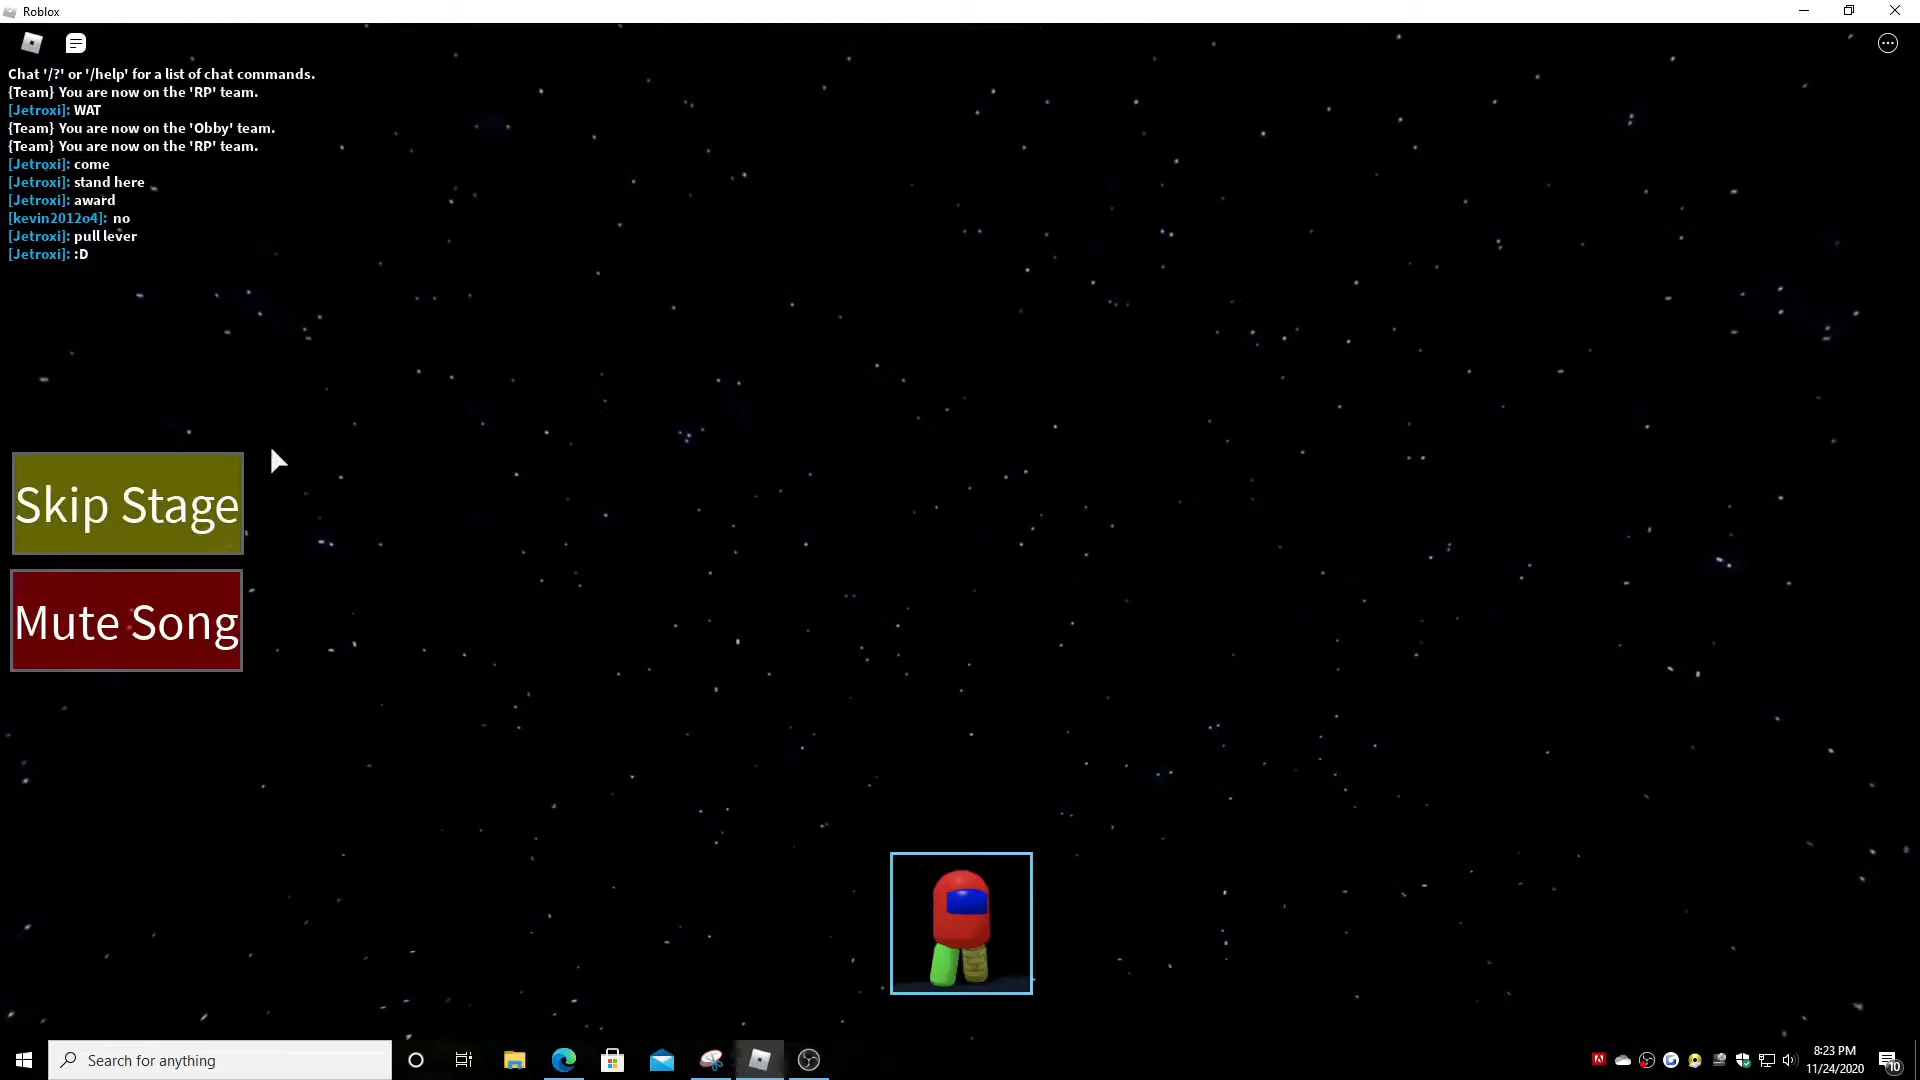 Roblox
Chat '/?' or '/help' for a list of chat commands.
{Team} You are now on the 'RP' team.
[Jetroxi]: WAT
{Team} You are now on the 'Obby' team.
{Team} You are now on the 'RP' team.
[Jetroxi]: come
[Jetroxi]: stand here
[Jetroxi]: award
[kevin2012o4]: no
[Jetroxi]: pull lever
[Jetroxi]: :D
Skip Stage
Mute Song
Search for anything
8:23 PM
11/24/2020
10